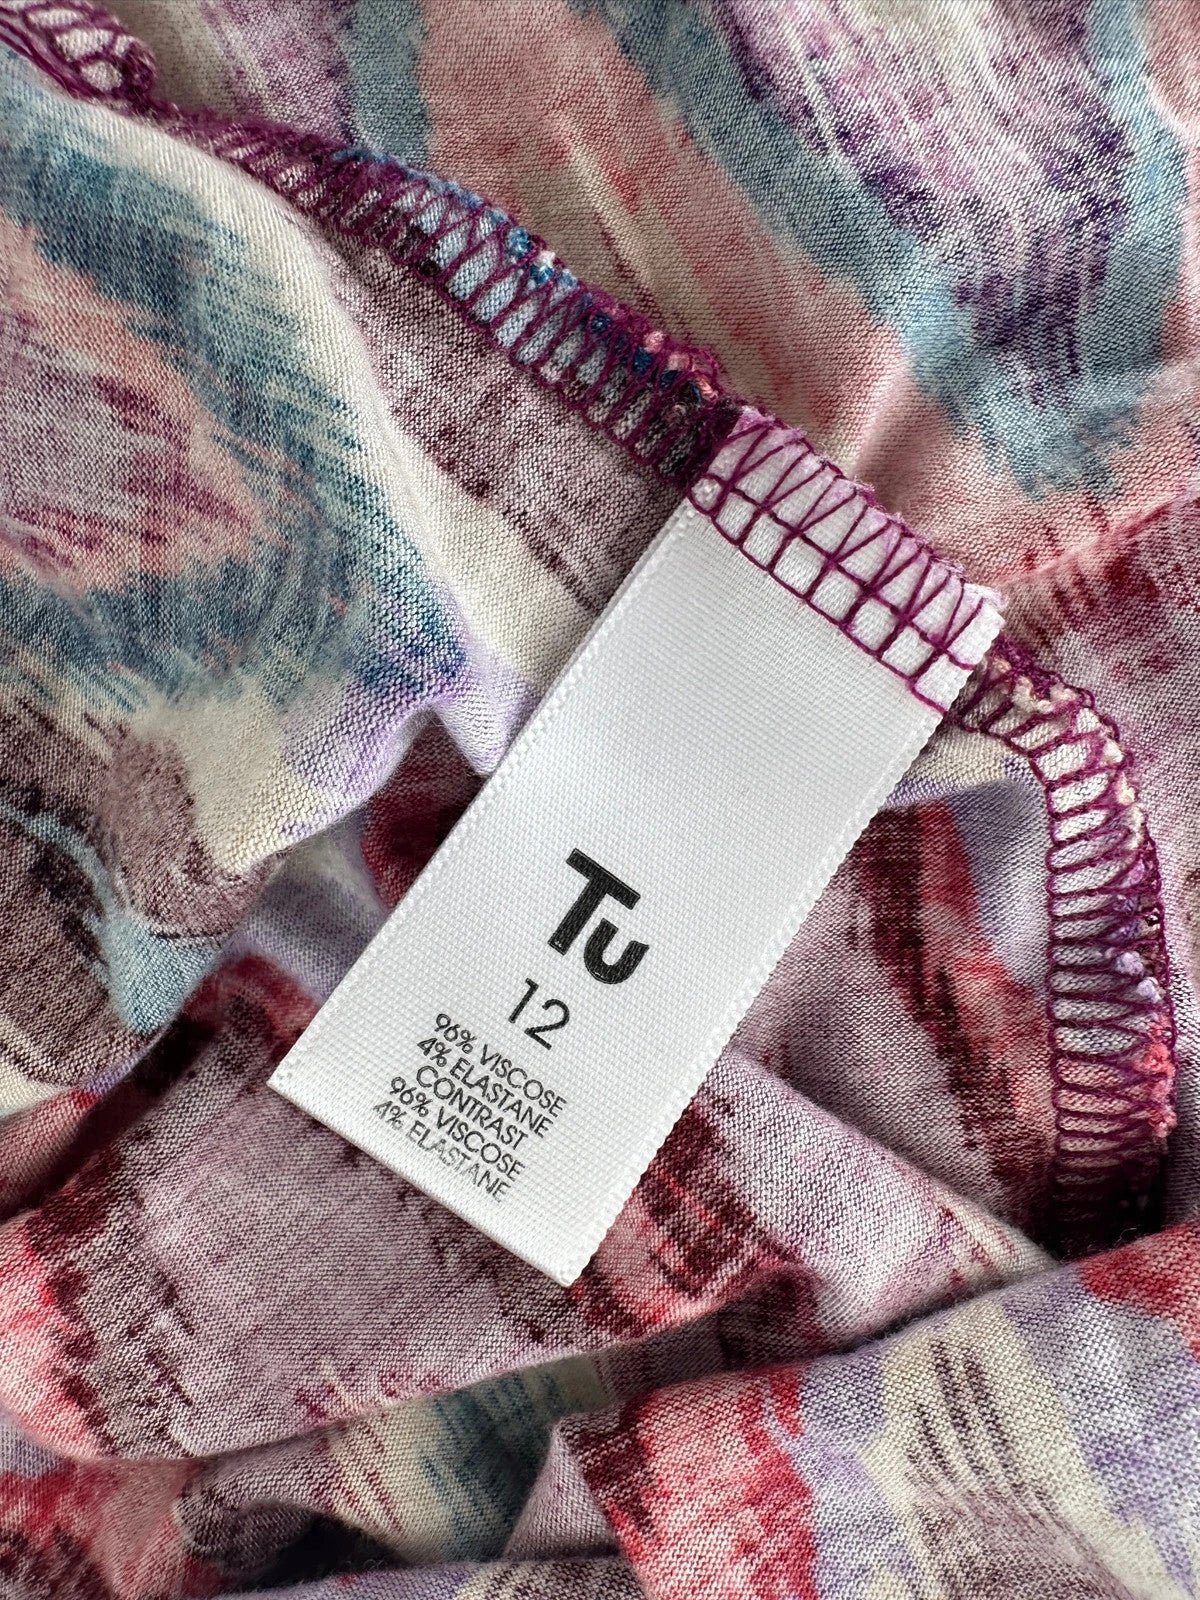 Tu
12
96% VISCOSE
4% ELASTANE
CONTRAST
96% VISCOSE
4% ELASTANE